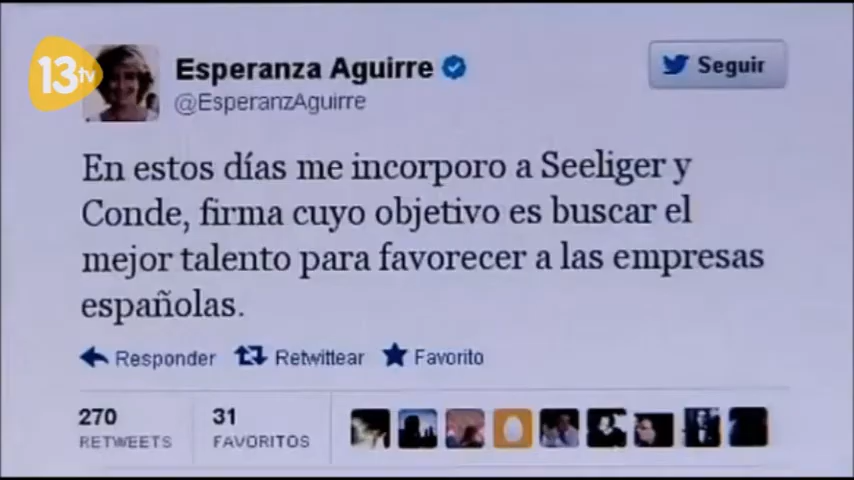 13tv
Esperanza Aguirre
@EsperanzAguirre
Seguir
En estos días me incorporo a Seeliger y
Conde, firma cuyo objetivo es buscar el
mejor talento para favorecer a las empresas
españolas.
Responder Retwittear Favorito
270 31
RETWEETS FAVORITOS